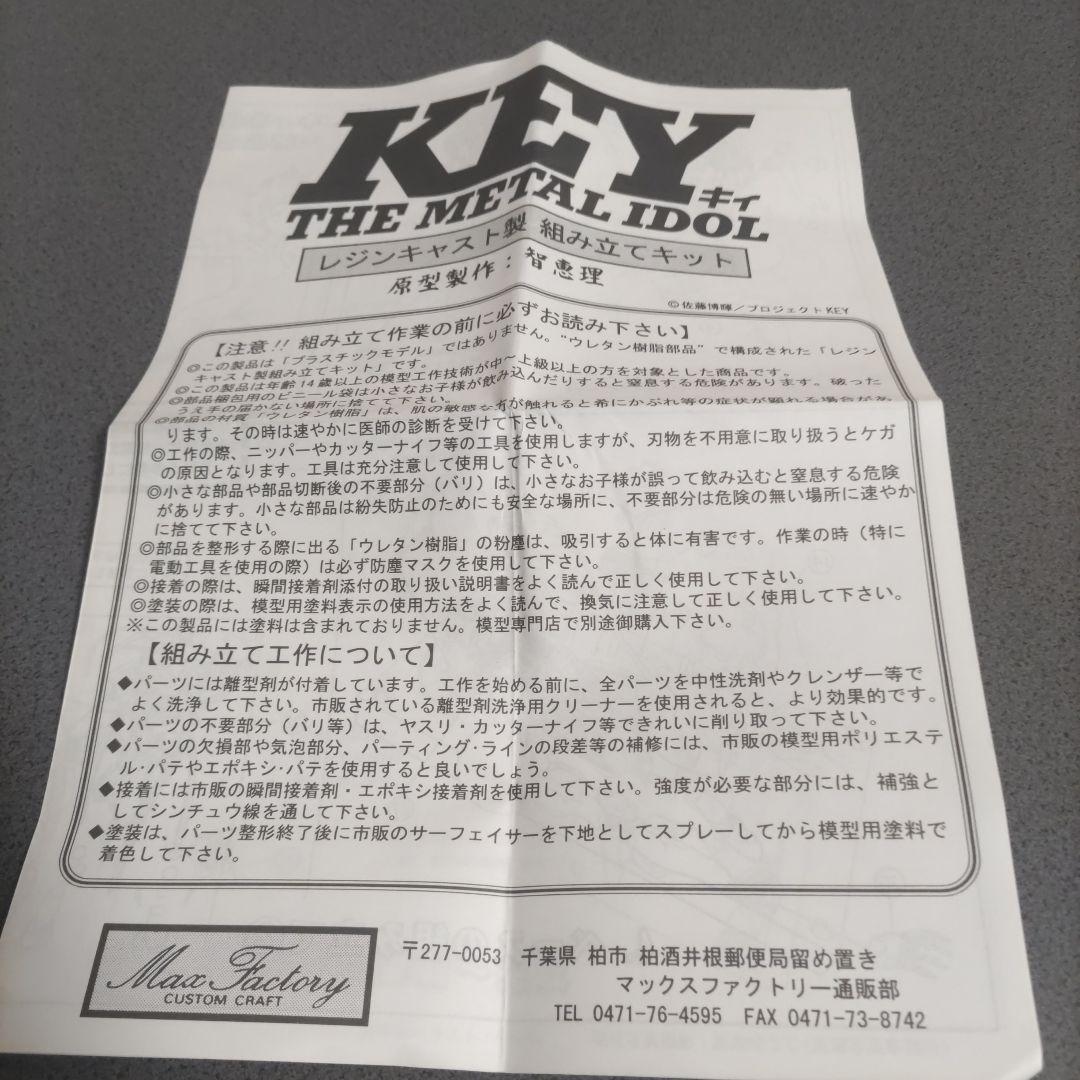 KEY
キィ
THE METAL IDOL
レジンキャスト製 組み立てキット
原型製作：智恵理
©佐藤博暉／プロジェクトKEY
【注意!! 組み立て作業の前に必ずお読み下さい】
◎この製品は「プラスチックモデル」ではありません。“ウレタン樹脂部品”で構成された「レジン
キャスト製組み立てキット」です。
◎この製品は年齢14歳以上の模型工作技術が中～上級以上の方を対象とした商品です。
◎部品梱包用のビニール袋は小さなお子様が飲み込んだりすると窒息する危険があります。破った
うえ手の届かない場所に捨てて下さい。
◎部品の材質「ウレタン樹脂」は、肌の敏感な方が触れると希にかぶれ等の症状が顕れる場合があ
ります。その時は速やかに医師の診断を受けて下さい。
◎工作の際、ニッパーやカッターナイフ等の工具を使用しますが、刃物を不用意に取り扱うとケガ
の原因となります。工具は充分注意して使用して下さい。
◎小さな部品や部品切断後の不要部分（バリ）は、小さなお子様が誤って飲み込むと窒息する危険
があります。小さな部品は紛失防止のためにも安全な場所に、不要部分は危険の無い場所に速やか
に捨てて下さい。
◎部品を整形する際に出る「ウレタン樹脂」の粉塵は、吸引すると体に有害です。作業の時（特に
電動工具を使用の際）は必ず防塵マスクを使用して下さい。
◎接着の際は、瞬間接着剤添付の取り扱い説明書をよく読んで正しく使用して下さい。
◎塗装の際は、模型用塗料表示の使用方法をよく読んで、換気に注意して正しく使用して下さい。
※この製品には塗料は含まれておりません。模型専門店で別途御購入下さい。
【組み立て工作について】
◆パーツには離型剤が付着しています。工作を始める前に、全パーツを中性洗剤やクレンザー等で
よく洗浄して下さい。市販されている離型剤洗浄用クリーナーを使用されると、より効果的です。
◆パーツの不要部分（バリ等）は、ヤスリ・カッターナイフ等できれいに削り取って下さい。
◆パーツの欠損部や気泡部分、パーティング・ラインの段差等の補修には、市販の模型用ポリエステ
ル・パテやエポキシ・パテを使用すると良いでしょう。
◆接着には市販の瞬間接着剤・エポキシ接着剤を使用して下さい。強度が必要な部分には、補強と
してシンチュウ線を通して下さい。
◆塗装は、パーツ整形終了後に市販のサーフェイサーを下地としてスプレーしてから模型用塗料で
着色して下さい。
Max Factory
CUSTOM CRAFT
〒277-0053 千葉県 柏市 柏酒井根郵便局留め置き
マックスファクトリー通販部
TEL 0471-76-4595 FAX 0471-73-8742